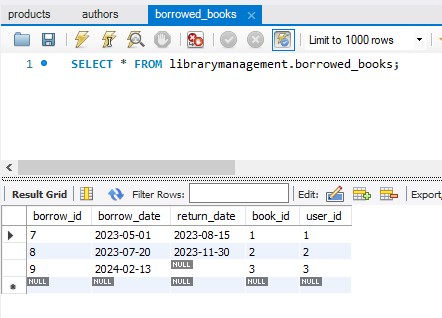 products authors borrowed_books
Limit to 1000 rows
1 SELECT * FROM librarymanagement.borrowed_books;
Result Grid Filter Rows: Edit: Export
borrow_id borrow_date return_date book_id user_id
7 2023-05-01 2023-08-15 1 1
8 2023-07-20 2023-11-30 2 2
9 2024-02-13 NULL 3 3
NULL NULL NULL NULL NULL